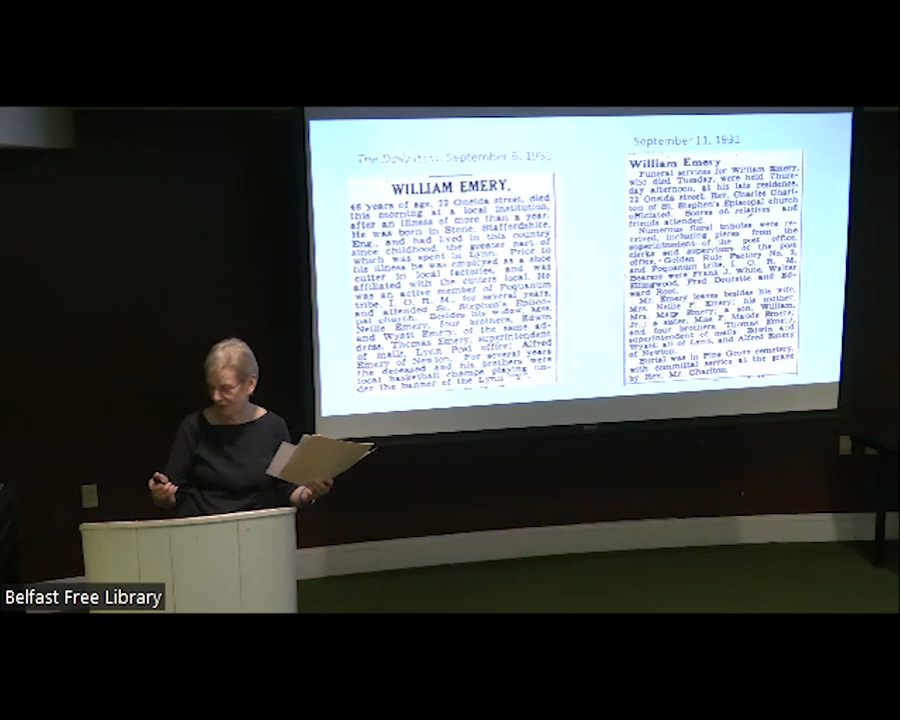 September 8, 1931
WILLIAM EMERY,
46 years of age, 22 Oneida street, died
this morning at a local institution,
after an illness of more than a year.
He was born in Stone, Staffordshire,
Eng., and had lived in this country
since childhood, the greater part of
which was spent in Lynn. Prior to
his illness he was employed as a shoe
cutter in local factories, and was
affiliated with the cutters local. He
was an active member of Poquanum
tribe, I. O. R. M., for several years,
and attended St. Stephen's Episco-
pal church. Besides his widow, Mrs.
Nellie Emery, four brothers, Edwin
and Wyatt Emery, of the same ad-
dress, Thomas Emery, superintendent
of mails, Lynn Post office; Alfred
Emery of Newton. For several years
the deceased and his brothers were
local basketball champs playing un-
der the banner of the Lynn "Y".
September 11, 1931
William Emery
Funeral services for William Emery,
who died Tuesday, were held Thurs-
day afternoon, at his late residence,
22 Oneida street, Rev. Charles Charl-
ton of St. Stephen's Episcopal church
officiated. Scores of relatives and
friends attended.
Numerous floral tributes were re-
ceived, including pieces from the
superintendent of the post office,
clerks and supervisors of the post
office, Golden Rule Factory No. 3,
and Poquanum tribe, I. O. R. M.
Bearers were Frank J. White, Walter
Ellingwood, Fred Doucette and Ed-
ward Root.
Mr. Emery leaves besides his wife,
Mrs. Nellie F. Emery; his mother,
Mrs. Mary Emery; a son, William,
Jr.; a sister, Miss F. Maude Emery;
and four brothers, Thomas Emery,
superintendent of mails, Edwin and
Wyatt, all of Lynn, and Alfred Emery
of Newton.
Burial was in Pine Grove cemetery,
with committal service at the grave
by Rev. Mr. Charlton.
Belfast Free Library